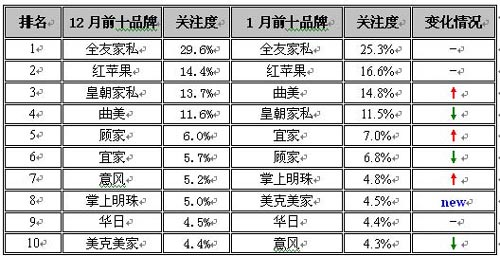 排名 12 月前十品牌 关注度 1 月前十品牌 关注度 变化情况
1 全友家私 29.6% 全友家私 25.3% –
2 红苹果 14.4% 红苹果 16.6% –
3 皇朝家私 13.7% 曲美 14.8% ↑
4 曲美 11.6% 皇朝家私 11.5% ↓
5 顾家 6.0% 宜家 7.0% ↑
6 宜家 5.7% 顾家 6.8% ↓
7 意风 5.2% 掌上明珠 4.8% ↑
8 掌上明珠 5.0% 美克美家 4.5% new
9 华日 4.5% 华日 4.4% –
10 美克美家 4.4% 意风 4.3% ↓